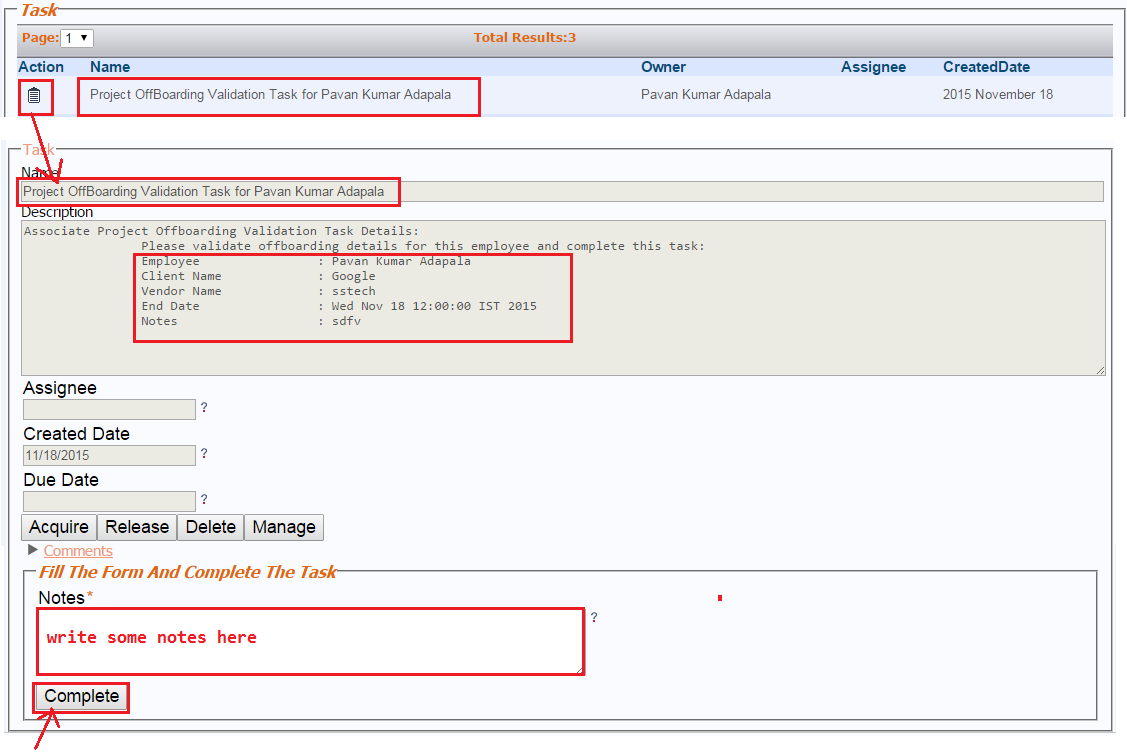 Task
Page: 1 Total Results:3
Action Name Owner Assignee CreatedDate
Project OffBoarding Validation Task for Pavan Kumar Adapala Pavan Kumar Adapala 2015 November 18
Task
Name
Project OffBoarding Validation Task for Pavan Kumar Adapala
Description
Associate Project Offboarding Validation Task Details:
Please validate offboarding details for this employee and complete this task:
Employee : Pavan Kumar Adapala
Client Name : Google
Vendor Name : sstech
End Date : Wed Nov 18 12:00:00 IST 2015
Notes : sdfv
Assignee
?
Created Date
11/18/2015 ?
Due Date
?
Acquire Release Delete Manage
Comments
Fill The Form And Complete The Task
Notes*
write some notes here ?
Complete